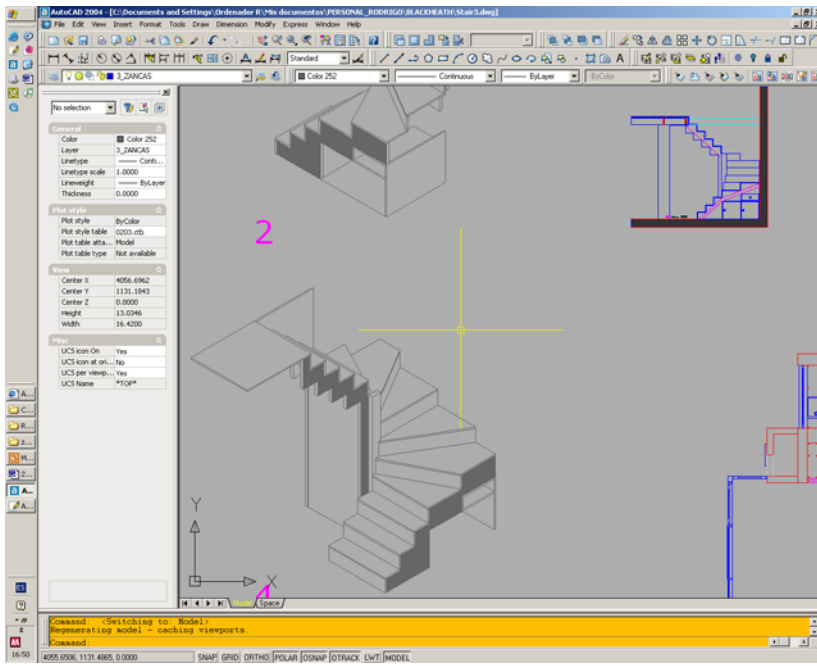 AutoCAD 2004 - [C:\Documents and Settings\Ordenador R\Mis documentos\PERSONAL_RODRIGO\BLACKHEATH\Stair3.dwg]
File Edit View Insert Format Tools Draw Dimension Modify Express Window Help
Standard
3_ZANCAS Color 252 Continuous ByLayer ByColor
No selection
General
Color Color 252
Layer 3_ZANCAS
Linetype Conti...
Linetype scale 1.0000
Lineweight ByLayer
Thickness 0.0000
Plot style
Plot style ByColor
Plot style table 0203.ctb
Plot table atta... Model
Plot table type Not available
View
Center X 4056.6962
Center Y 1131.1843
Center Z 0.0000
Height 13.0346
Width 16.4200
Misc
UCS icon On Yes
UCS icon at ori... No
UCS per viewp... Yes
UCS Name *TOP*
2
Y
X
4
Model Space
A...
C...
R...
2...
M...
2...
A...
A...
ES
16:50
Command: <Switching to: Model>
Regenerating model - caching viewports.
Command:
4055.6506, 1131.4865, 0.0000 SNAP GRID ORTHO POLAR OSNAP OTRACK LWT MODEL